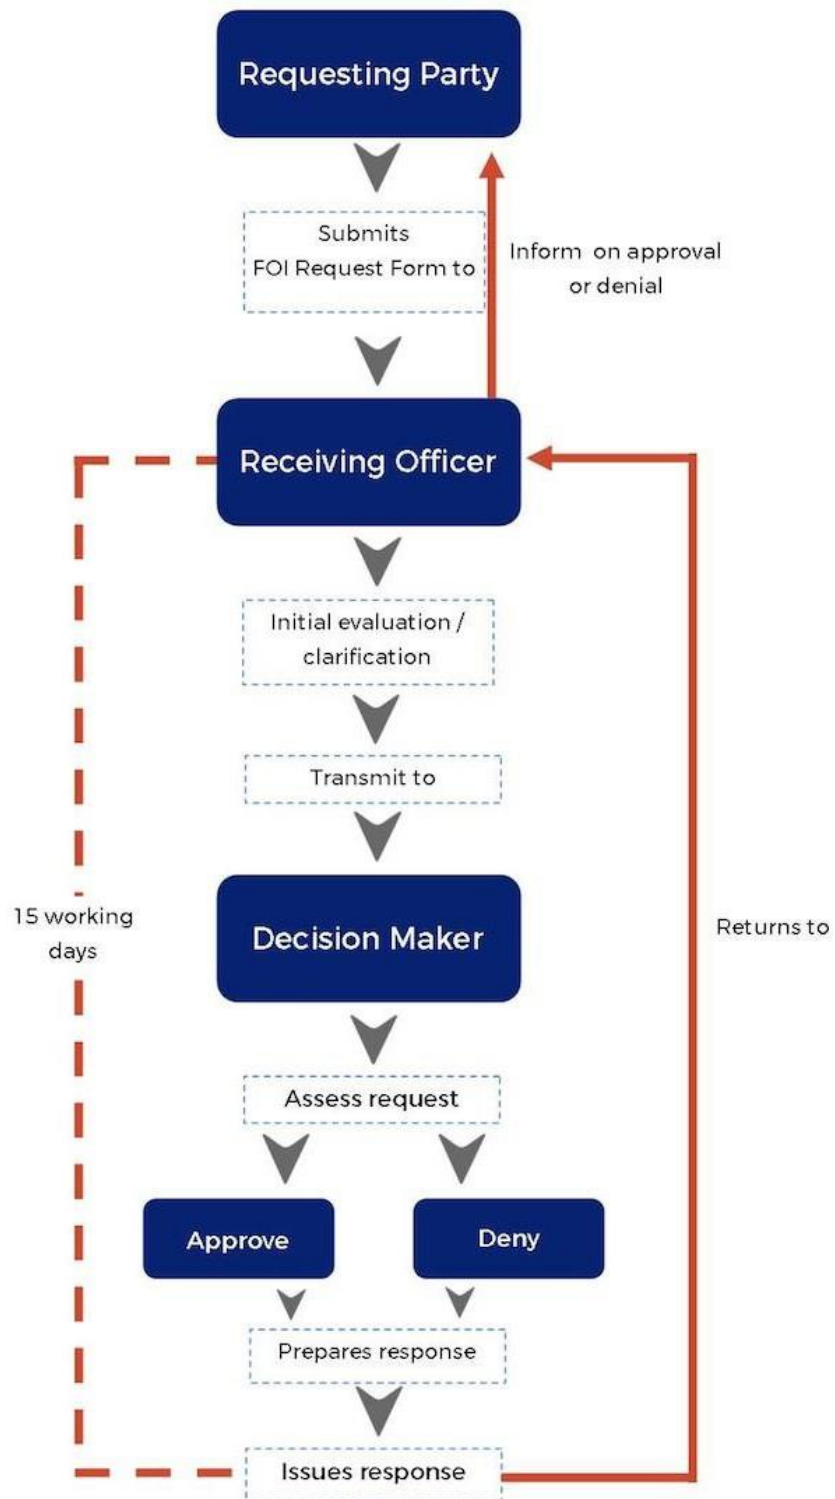 Requesting Party
Submits
FOI Request Form to
Inform on approval
or denial
Receiving Officer
Initial evaluation /
clarification
Transmit to
15 working
days
Decision Maker
Returns to
Assess request
Approve
Deny
Prepares response
Issues response